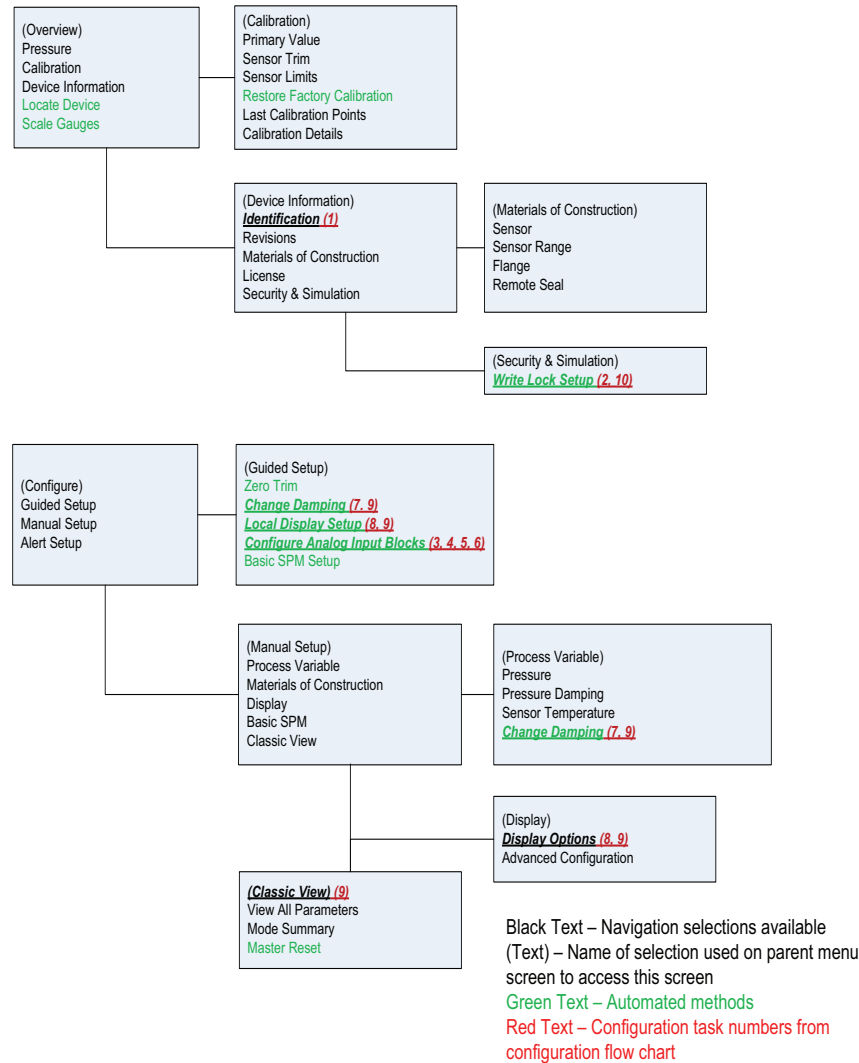 (Overview)
Pressure
Calibration
Device Information
Locate Device
Scale Gauges
(Calibration)
Primary Value
Sensor Trim
Sensor Limits
Restore Factory Calibration
Last Calibration Points
Calibration Details
(Device Information)
Identification (1)
Revisions
Materials of Construction
License
Security & Simulation
(Materials of Construction)
Sensor
Sensor Range
Flange
Remote Seal
(Security & Simulation)
Write Lock Setup (2, 10)
(Configure)
Guided Setup
Manual Setup
Alert Setup
(Guided Setup)
Zero Trim
Change Damping (7, 9)
Local Display Setup (8, 9)
Configure Analog Input Blocks (3, 4, 5, 6)
Basic SPM Setup
(Manual Setup)
Process Variable
Materials of Construction
Display
Basic SPM
Classic View
(Process Variable)
Pressure
Pressure Damping
Sensor Temperature
Change Damping (7, 9)
(Display)
Display Options (8, 9)
Advanced Configuration
(Classic View) (9)
View All Parameters
Mode Summary
Master Reset
Black Text – Navigation selections available
(Text) – Name of selection used on parent menu
screen to access this screen
Green Text – Automated methods
Red Text – Configuration task numbers from
configuration flow chart